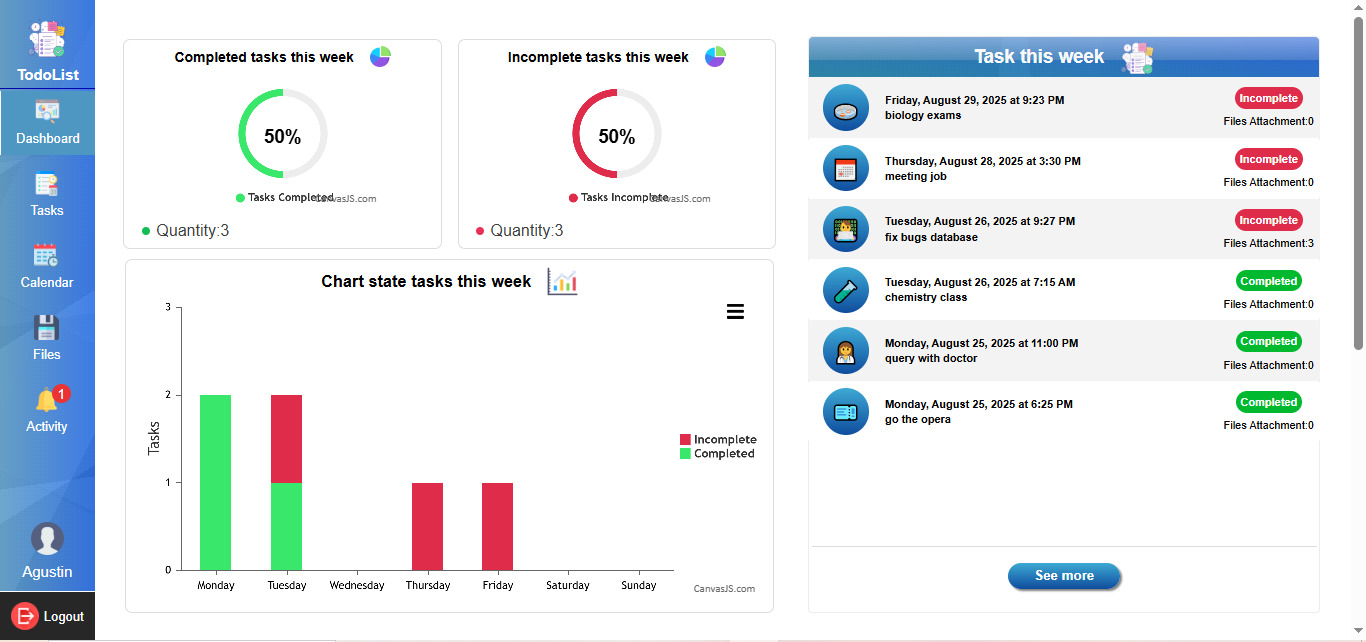 TodoList
Dashboard
Tasks
Calendar
Files
1
Activity
Agustin
Logout
Completed tasks this week
50%
Tasks Completed
CanvasJS.com
Quantity:3
Incomplete tasks this week
50%
Tasks Incomplete
CanvasJS.com
Quantity:3
Chart state tasks this week
3
2
1
0
Tasks
Monday Tuesday Wednesday Thursday Friday Saturday Sunday
Incomplete
Completed
CanvasJS.com
Task this week
Friday, August 29, 2025 at 9:23 PM
biology exams
Incomplete
Files Attachment:0
Thursday, August 28, 2025 at 3:30 PM
meeting job
Incomplete
Files Attachment:0
Tuesday, August 26, 2025 at 9:27 PM
fix bugs database
Incomplete
Files Attachment:3
Tuesday, August 26, 2025 at 7:15 AM
chemistry class
Completed
Files Attachment:0
Monday, August 25, 2025 at 11:00 PM
query with doctor
Completed
Files Attachment:0
Monday, August 25, 2025 at 6:25 PM
go the opera
Completed
Files Attachment:0
See more